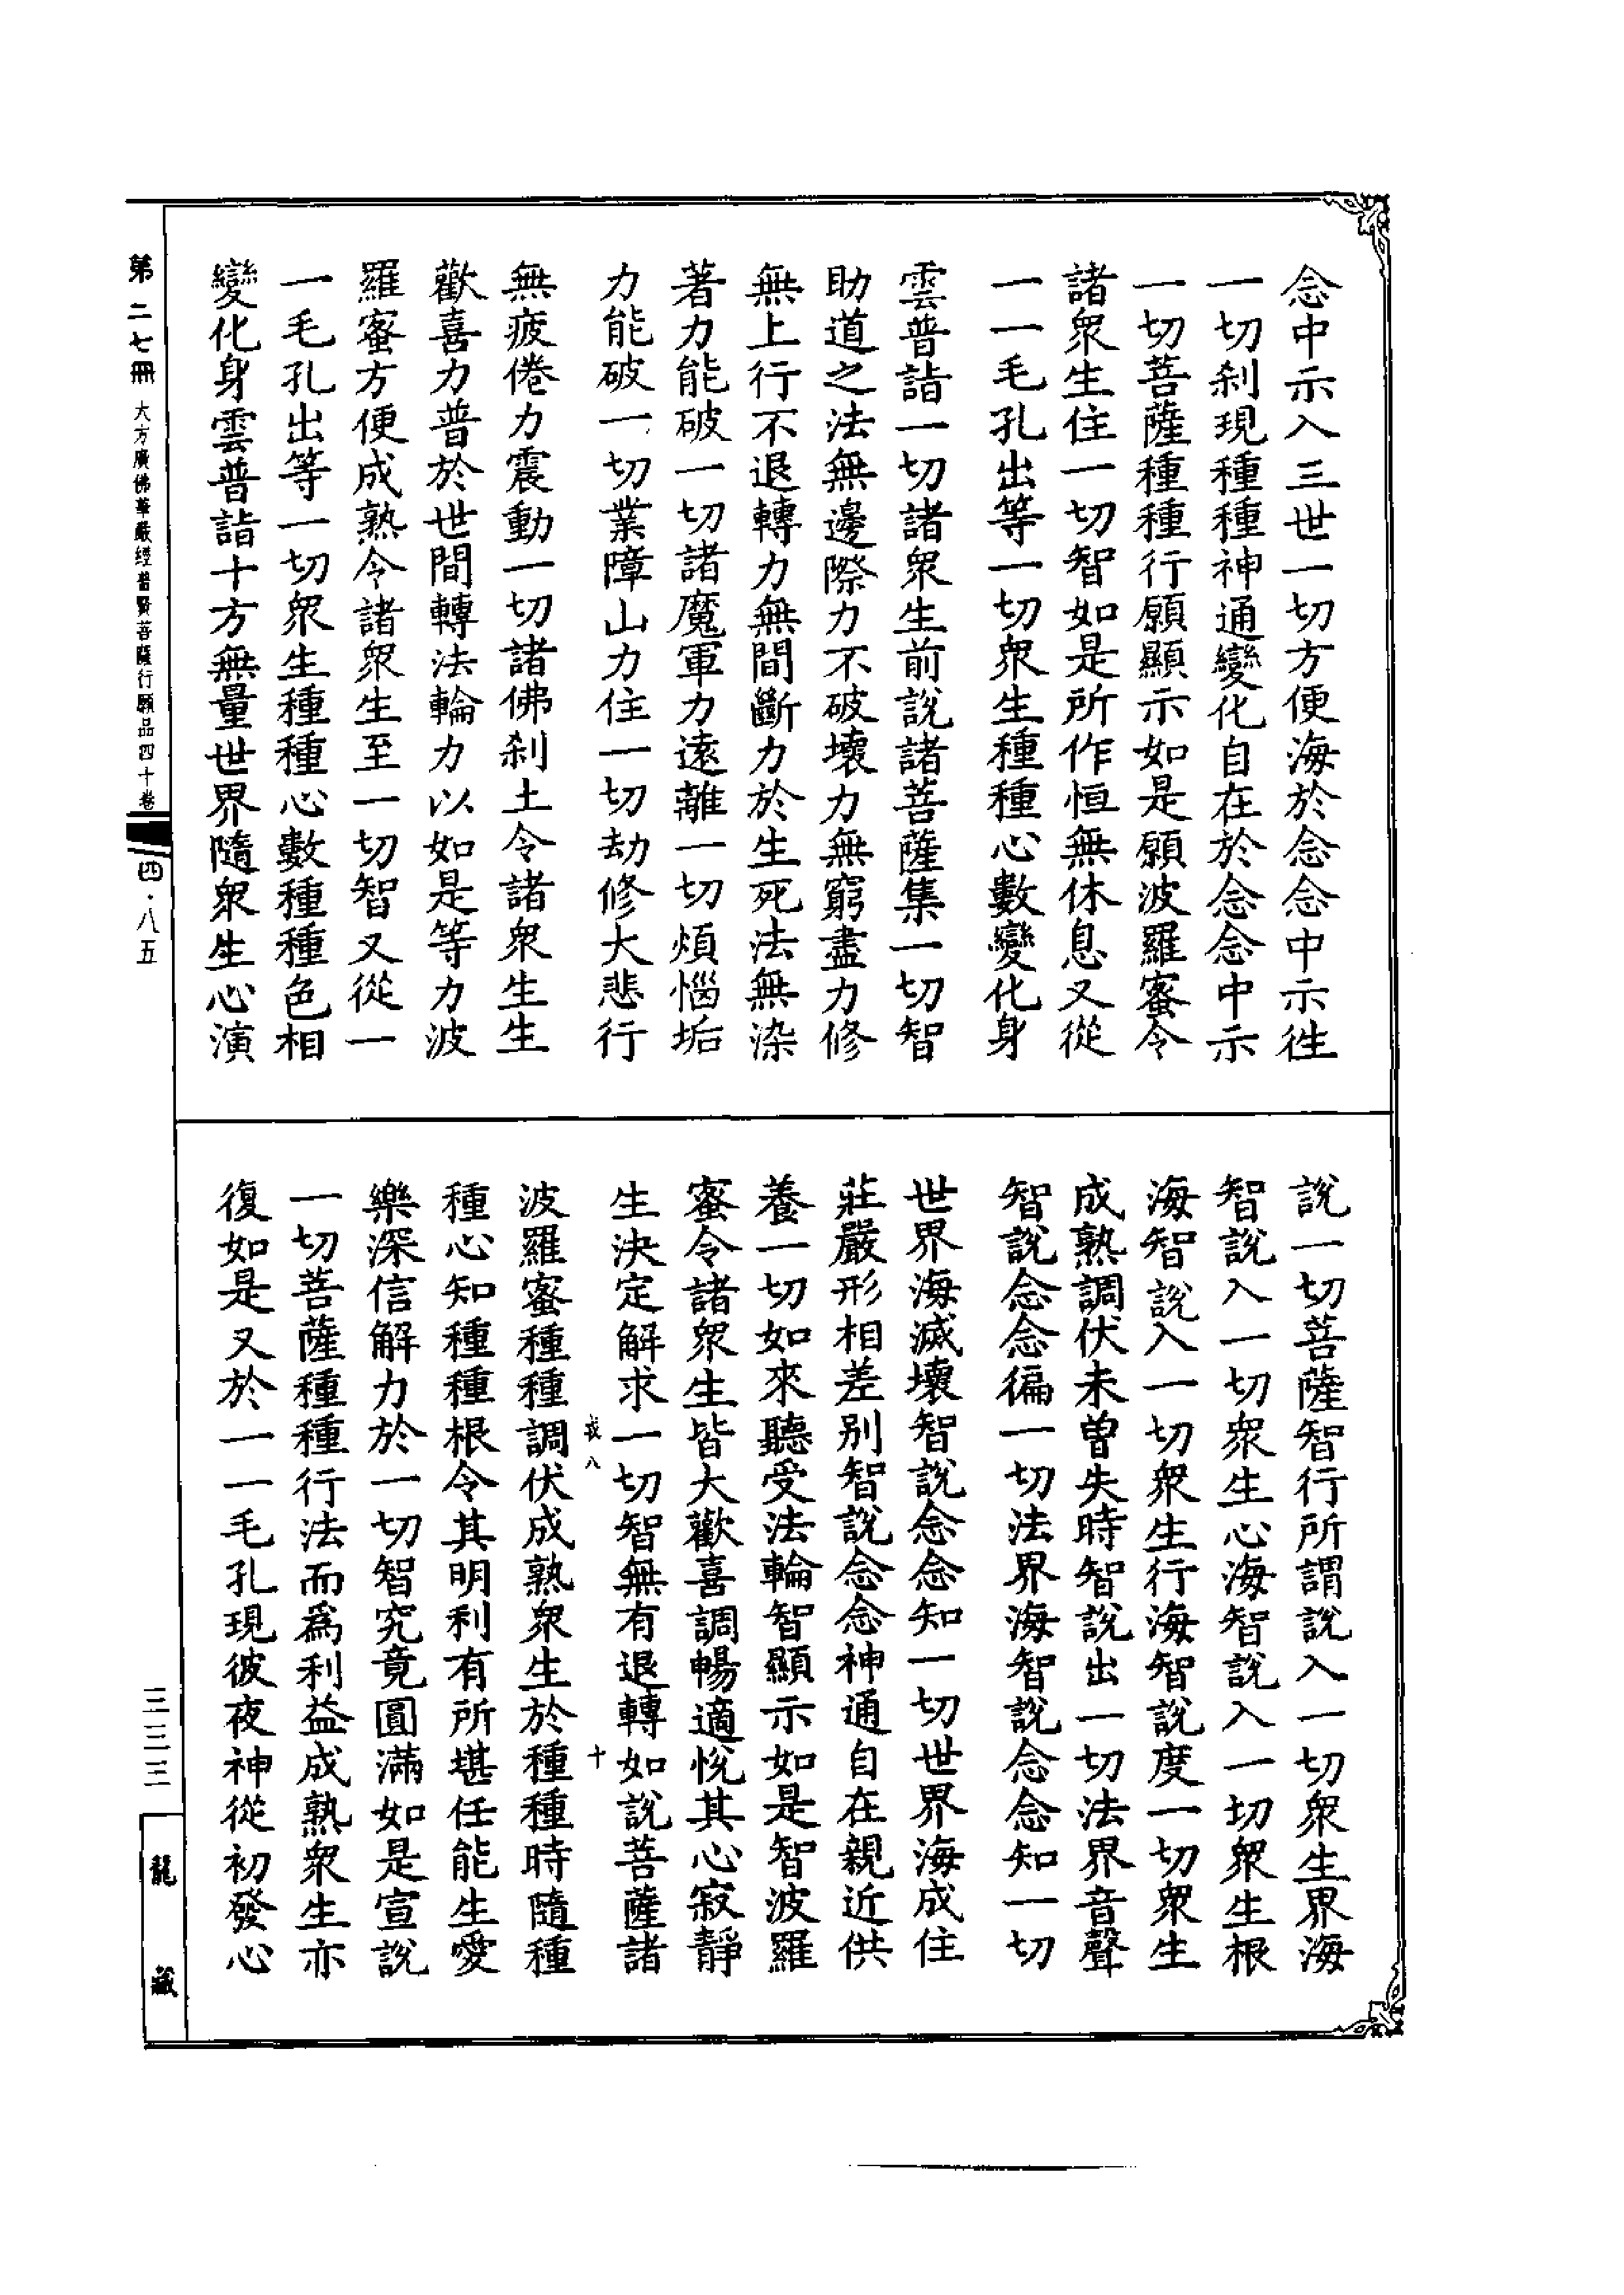 念中示入三世一切方便海於念念中示徃
一切刹現種種神通變化自在於念念中示
一切菩薩種種行願顯示如是願波羅蜜令
諸衆生住一切智如是所作恒無休息又從
一一毛孔出等一切衆生種種心數變化身
雲普詣一切諸衆生前說諸菩薩集一切智
助道之法無邊際力不破壞力無窮盡力修
無上行不退轉力無間斷力於生死法無染
著力能破一切諸魔軍力遠離一切煩惱垢
力能破一切業障山力住一切劫修大悲行
無疲倦力震動一切諸佛刹土令諸衆生生
歡喜力普於世間轉法輪力以如是等力波
羅蜜方便成熟令諸衆生至一切智又從一
一毛孔出等一切衆生種種心數種種色相
變化身雲普詣十方無量世界隨衆生心演
說一切菩薩智行所謂說入一切衆生界海
智說入一切衆生心海智說入一切衆生根
海智說入一切衆生行海智說度一切衆生
成熟調伏未曾失時智說出一切法界音聲
智說念念徧一切法界海智說念念知一切
世界海滅壞智說念念知一切世界海成住
莊嚴形相差别智說念念神通自在親近供
養一切如來聽受法輪智顯示如是智波羅
蜜令諸衆生皆大歡喜調暢適悅其心寂靜
生決定解求一切智無有退轉如說菩薩諸
八
十
波羅蜜種種調伏成熟衆生於種種時隨種
種心知種種根令其明利有所堪任能生愛
樂深信解力於一切智究竟圓滿如是宣說
一切菩薩種種行法而爲利益成熟衆生亦
復如是又於一一毛孔現彼夜神從初發心
第二七冊 大方廣佛華嚴經普賢菩薩行願品四十卷
四·八五
三三三
龍藏